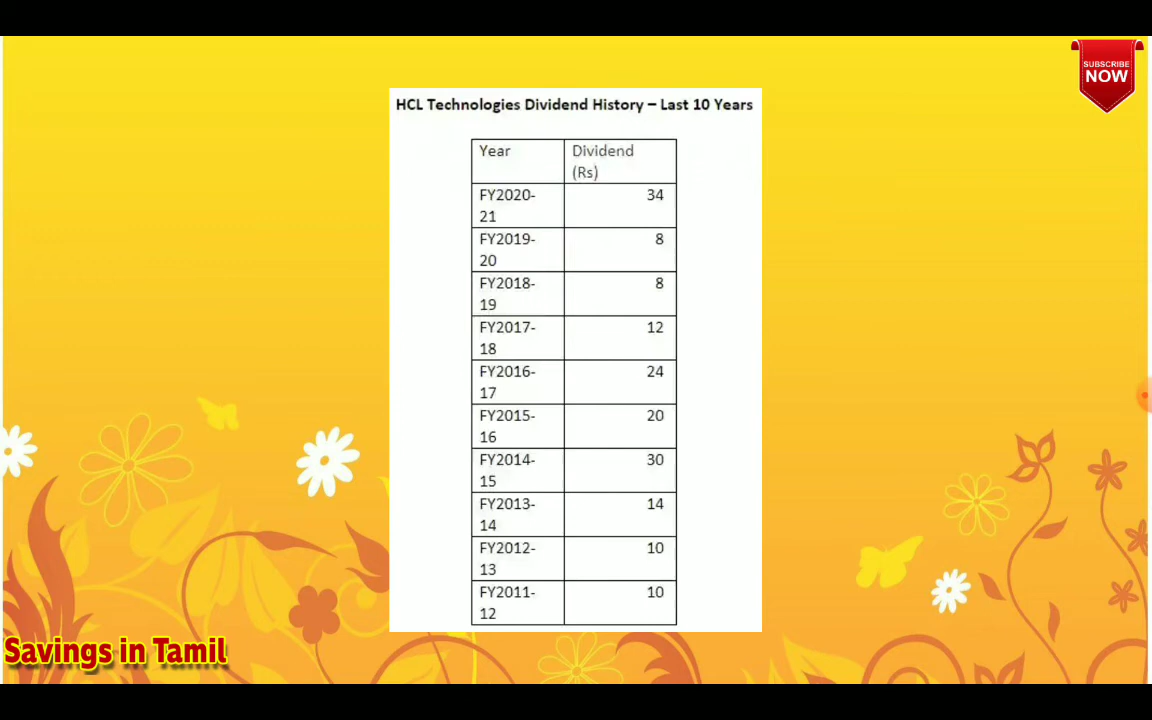 SUBSCRIBE
NOW
HCL Technologies Dividend History – Last 10 Years
Year Dividend
(Rs)
FY2020- 34
21
FY2019- 8
20
FY2018- 8
19
FY2017- 12
18
FY2016- 24
17
FY2015- 20
16
FY2014- 30
15
FY2013- 14
14
FY2012- 10
13
FY2011- 10
12
Savings in Tamil